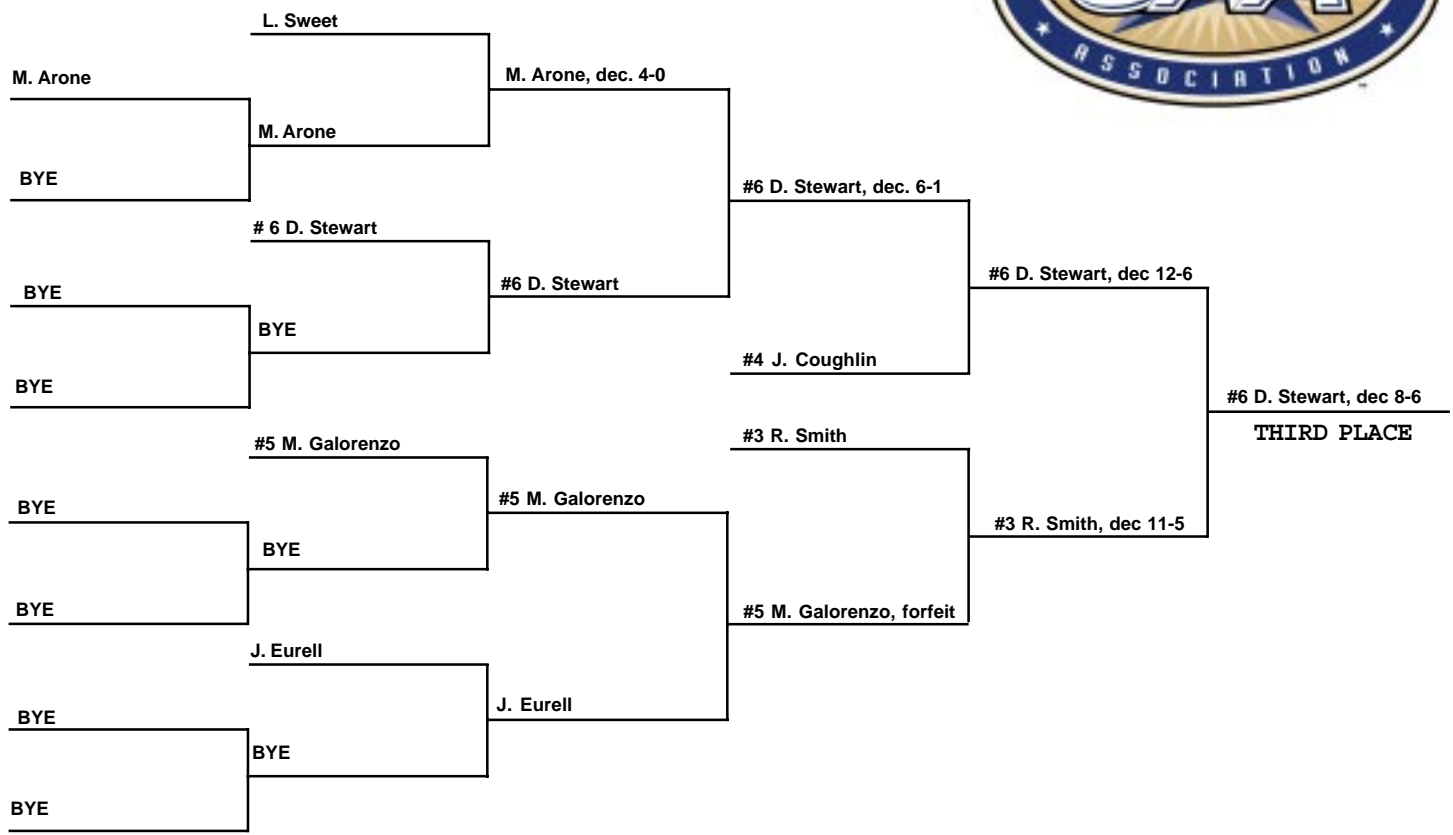 L. Sweet
M. Arone
M. Arone, dec. 4-0
M. Arone
BYE
#6 D. Stewart, dec. 6-1
# 6 D. Stewart
#6 D. Stewart
BYE
BYE
BYE
#6 D. Stewart, dec 12-6
#4 J. Coughlin
#6 D. Stewart, dec 8-6
THIRD PLACE
#5 M. Galorenzo
#3 R. Smith
#5 M. Galorenzo
BYE
BYE
BYE
#3 R. Smith, dec 11-5
#5 M. Galorenzo, forfeit
J. Eurell
J. Eurell
BYE
BYE
BYE
ASSOCIATION